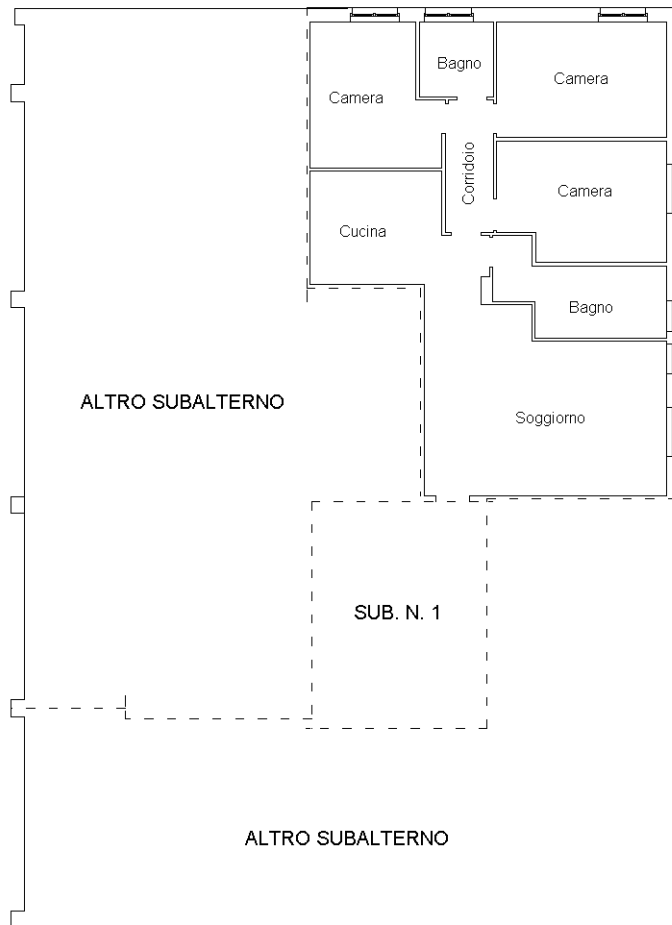 Bagno
Camera
Camera
Corridoio
Camera
Cucina
Bagno
ALTRO SUBALTERNO
Soggiorno
SUB. N. 1
ALTRO SUBALTERNO